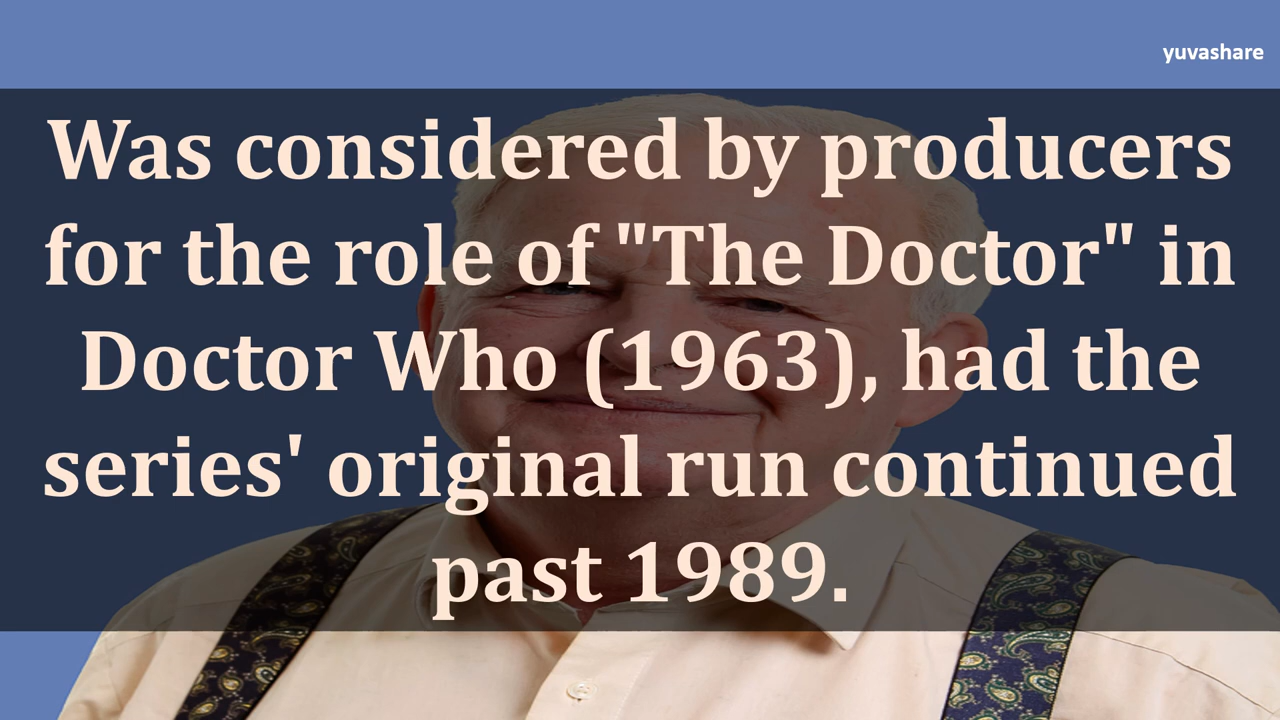 yuvashare
Was considered by producers
for the role of "The Doctor" in
Doctor Who (1963), had the
series' original run continued
past 1989.